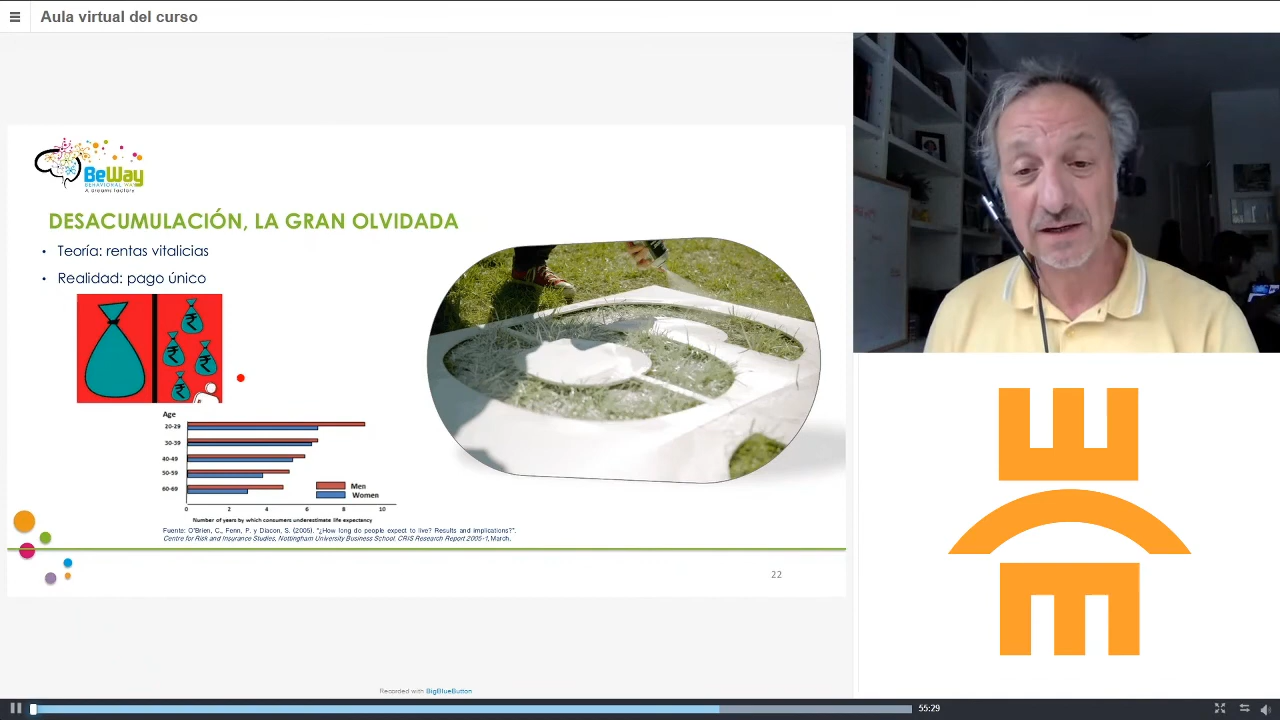 Aula virtual del curso
BeWay
BEHAVIORAL WAY
A dreams factory
DESACUMULACIÓN, LA GRAN OLVIDADA
• Teoría: rentas vitalicias
• Realidad: pago único
₹
₹
₹
₹
Age
20-29
30-39
40-49
50-59
60-69
Men
Women
0 2 4 6 8 10
Number of years by which consumers underestimate life expectancy
Fuente: O'Brien, C., Fenn, P. y Diacon, S. (2005). "¿How long do people expect to live? Results and implications?".
Centre for Risk and Insurance Studies, Nottingham University Business School. CRIS Research Report 2005-1, March.
22
Recorded with BigBlueButton
55:29